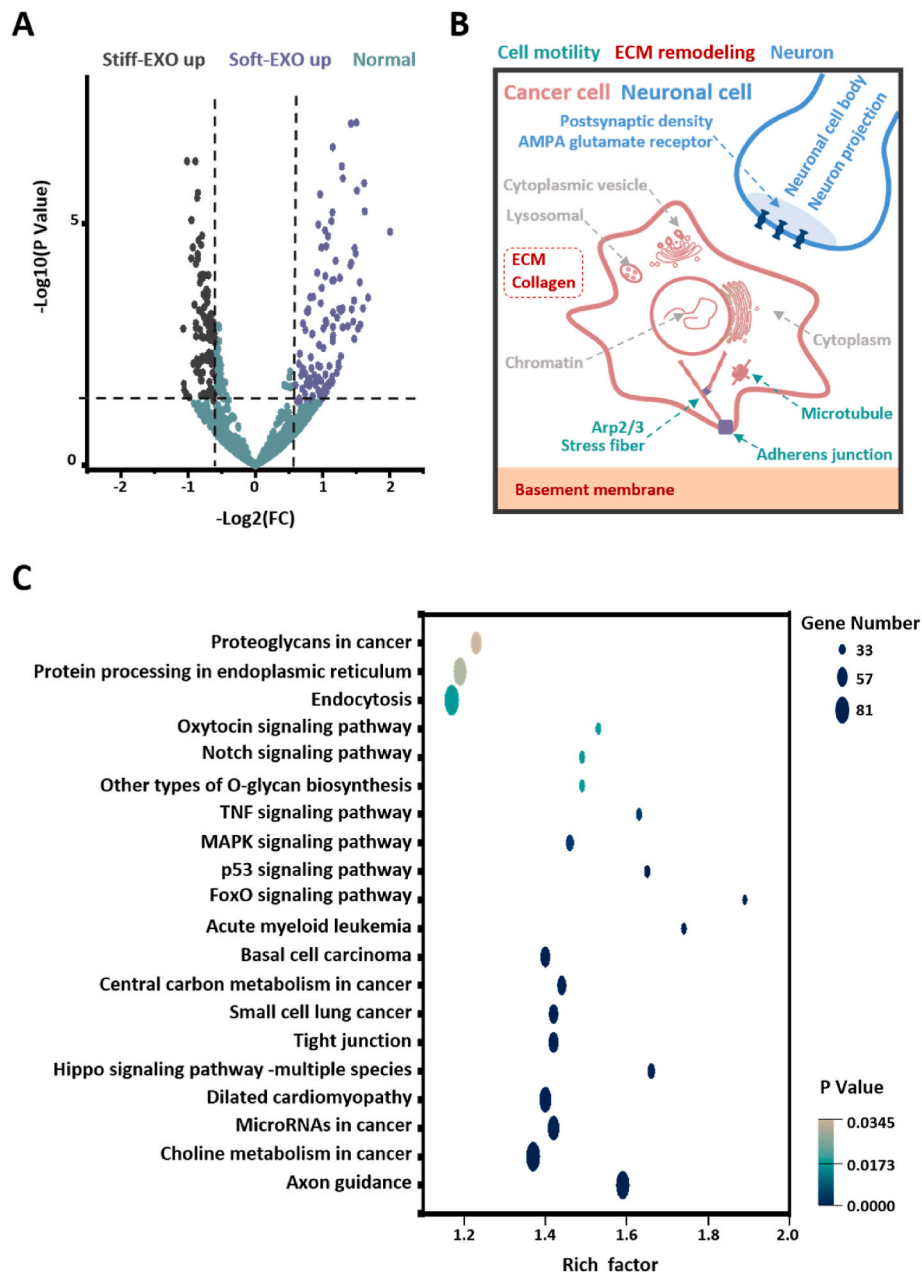 A
Stiff-EXO up Soft-EXO up Normal
-Log10(P Value)
5
0
-2 -1 0 1 2
-Log2(FC)
B
Cell motility ECM remodeling Neuron
Cancer cell Neuronal cell
Postsynaptic density
AMPA glutamate receptor
Neuronal cell body
Neuron projection
Cytoplasmic vesicle
Lysosomal
ECM
Collagen
Cytoplasm
Chromatin
Microtubule
Arp2/3
Stress fiber
Adherens junction
Basement membrane
C
Proteoglycans in cancer
Protein processing in endoplasmic reticulum
Endocytosis
Oxytocin signaling pathway
Notch signaling pathway
Other types of O-glycan biosynthesis
TNF signaling pathway
MAPK signaling pathway
p53 signaling pathway
FoxO signaling pathway
Acute myeloid leukemia
Basal cell carcinoma
Central carbon metabolism in cancer
Small cell lung cancer
Tight junction
Hippo signaling pathway -multiple species
Dilated cardiomyopathy
MicroRNAs in cancer
Choline metabolism in cancer
Axon guidance
1.2 1.4 1.6 1.8 2.0
Rich factor
Gene Number
33
57
81
P Value
0.0345
0.0173
0.0000